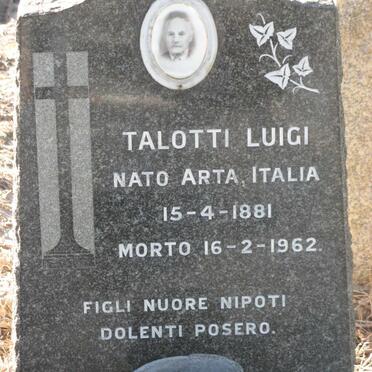 TALOTTI LUIGI
NATO ARTA, ITALIA
15-4-1881
MORTO 16-2-1962.
FIGLI NUORE NIPOTI
DOLENTI POSERO.